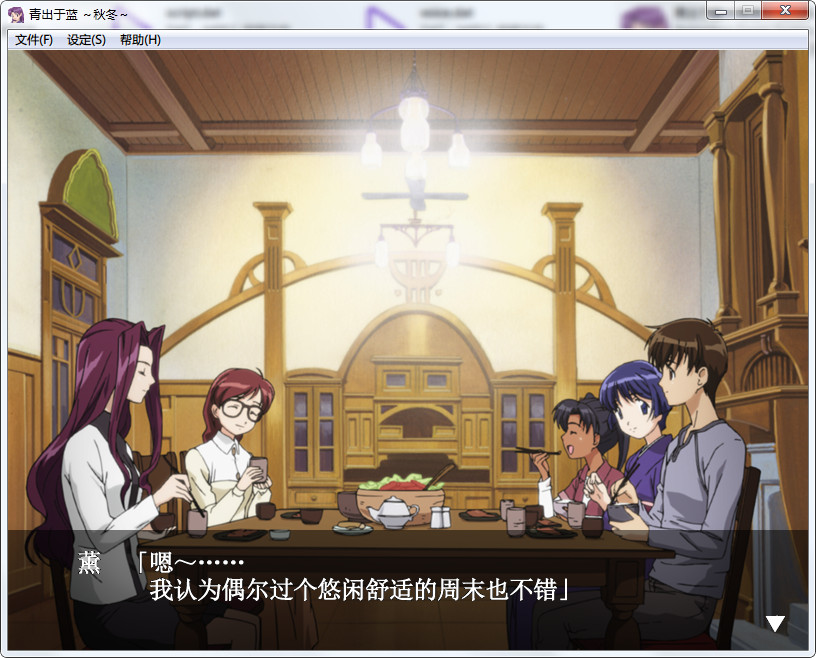 青出于蓝 ~秋冬~
文件(F) 设定(S) 帮助(H)
薫 「嗯～……
我认为偶尔过个悠闲舒适的周末也不错」